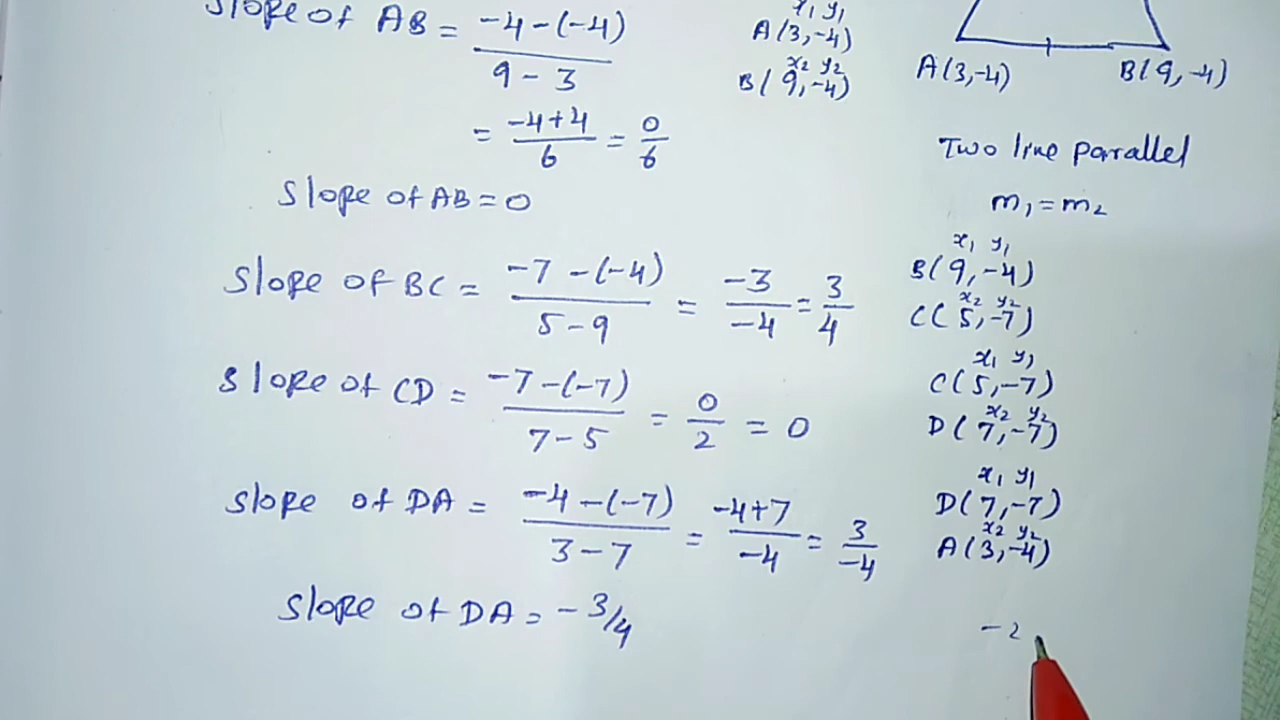 Slope of AB = -4-(-4) / 9-3
x1 y1
A(3,-4)
x2 y2
B(9,-4)
A(3,-4) B(9,-4)
= -4+4 / 6 = 0/6
Two line parallel
Slope of AB = 0
m1 = m2
Slope of BC = -7-(-4) / 5-9 = -3/-4 = 3/4
x1 y1
B(9,-4)
x2 y2
C(5,-7)
Slope of CD = -7-(-7) / 7-5 = 0/2 = 0
x1 y1
C(5,-7)
x2 y2
D(7,-7)
Slope of DA = -4-(-7) / 3-7 = -4+7 / -4 = 3/-4
x1 y1
D(7,-7)
x2 y2
A(3,-4)
Slope of DA = -3/4
-2